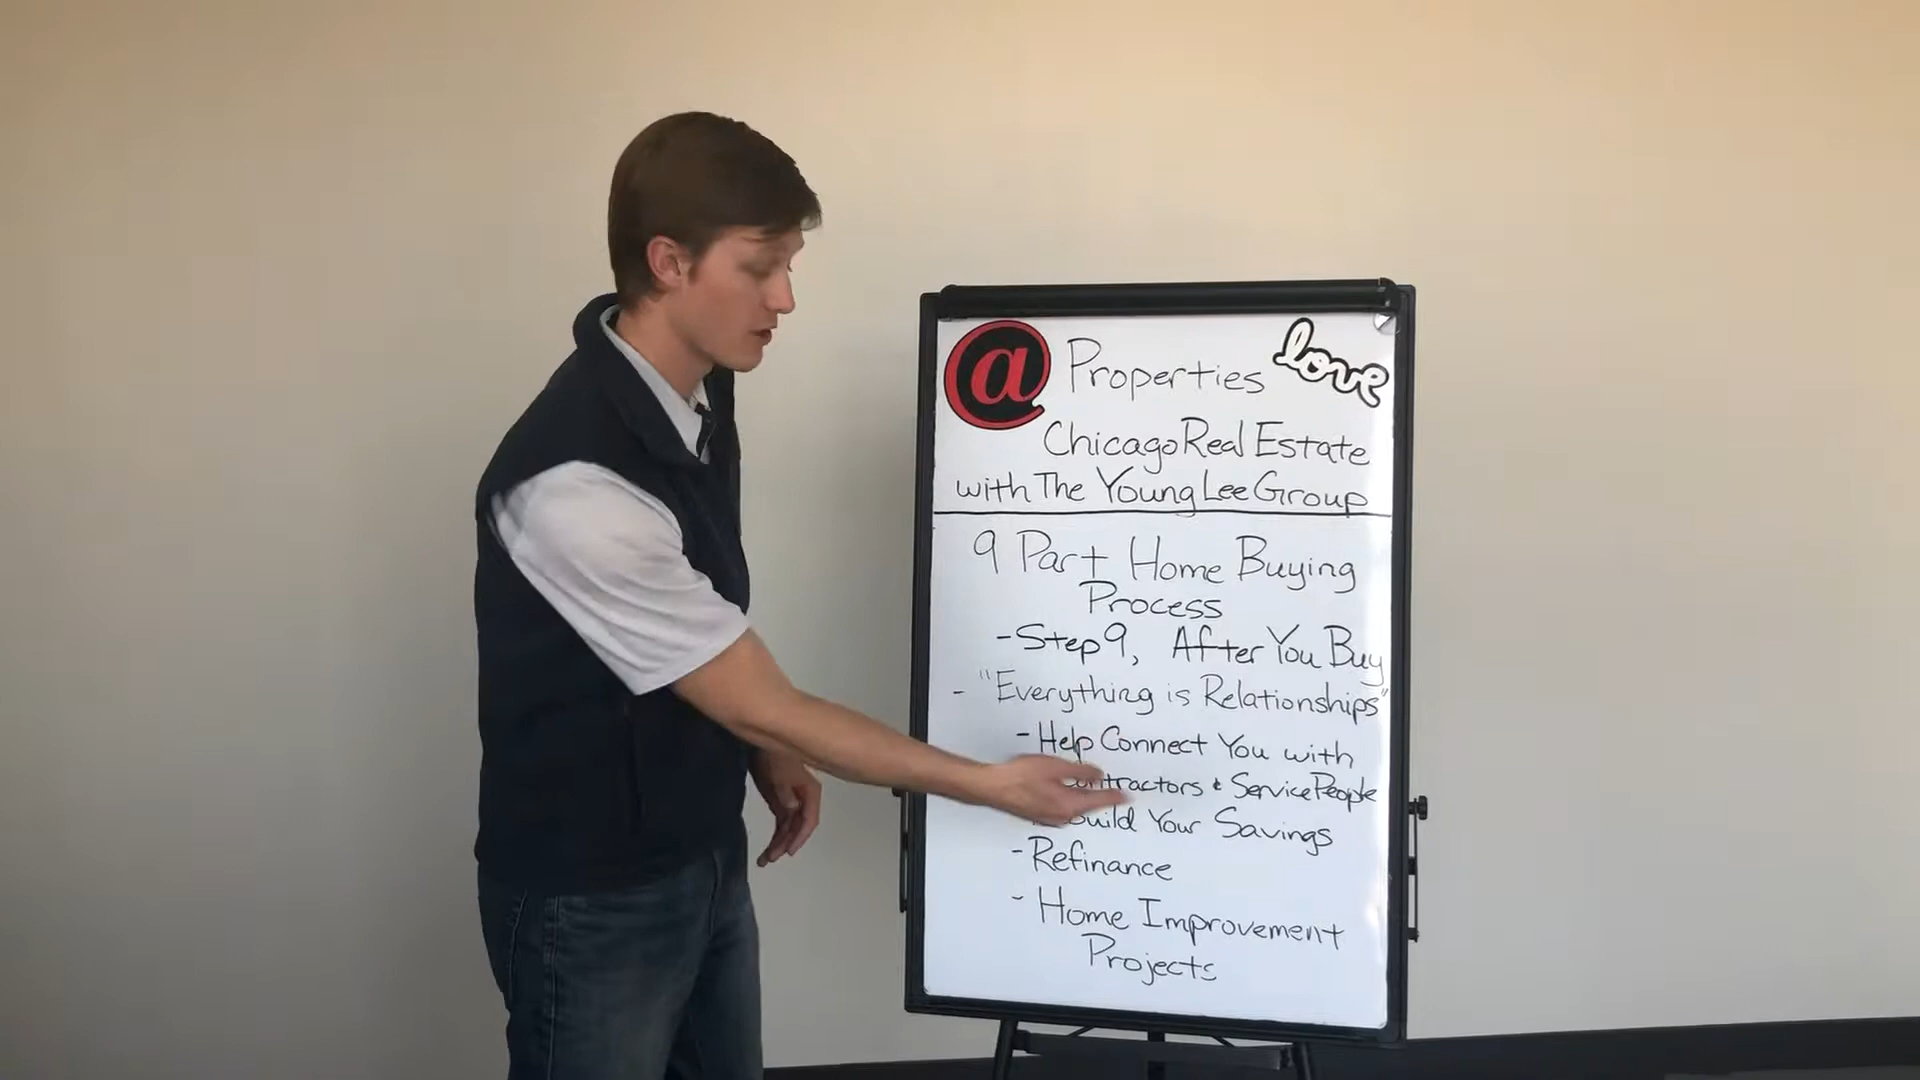 @ Properties love
Chicago Real Estate
with The Young Lee Group
9 Part Home Buying
Process
- Step 9, After You Buy
- "Everything is Relationships"
- Help Connect You with
Contractors & Service People
Your Savings
- Refinance
- Home Improvement
Projects